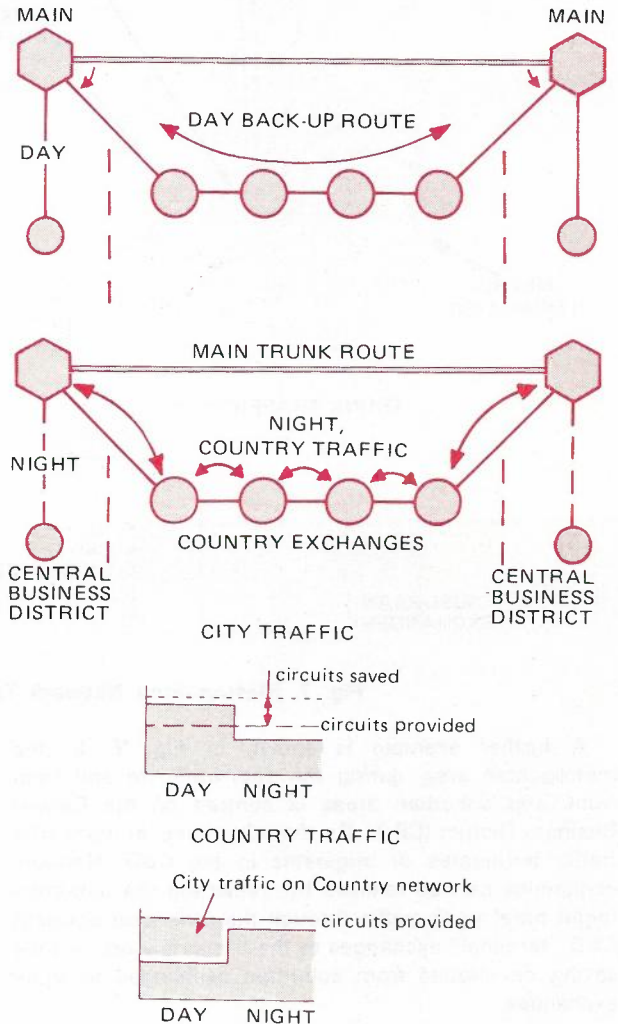 MAIN
MAIN
DAY BACK-UP ROUTE
DAY
MAIN TRUNK ROUTE
NIGHT,
COUNTRY TRAFFIC
NIGHT
COUNTRY EXCHANGES
CENTRAL
BUSINESS
DISTRICT
CENTRAL
BUSINESS
DISTRICT
CITY TRAFFIC
circuits saved
circuits provided
DAY
NIGHT
COUNTRY TRAFFIC
City traffic on Country network
circuits provided
DAY
NIGHT